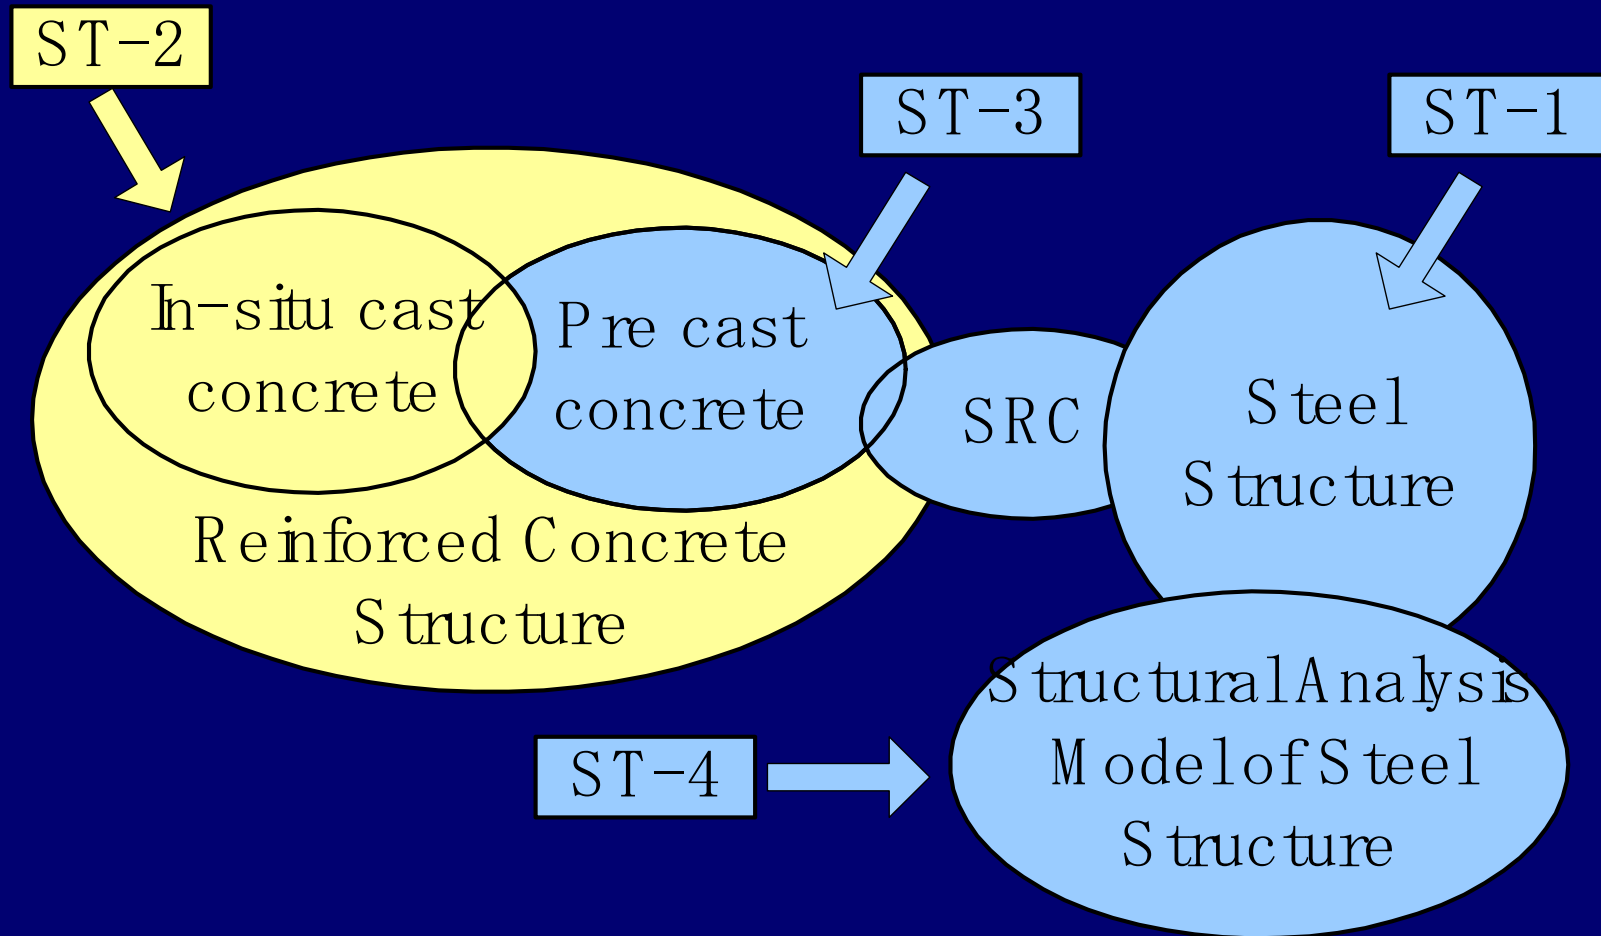 ST-2
ST-3
ST-1
In-situ cast
concrete
Pre cast
concrete
SRC
Steel
Structure
Reinforced Concrete
Structure
Structural Analysis
Model of Steel
Structure
ST-4